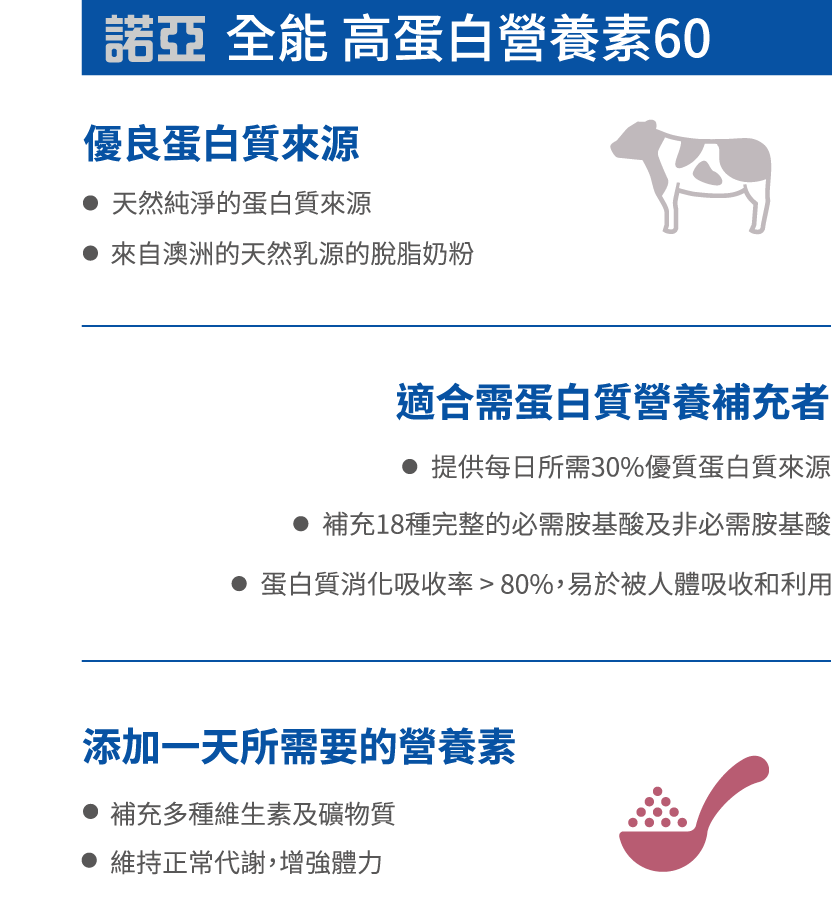 諾亞 全能 高蛋白營養素60
優良蛋白質來源
● 天然純淨的蛋白質來源
● 來自澳洲的天然乳源的脫脂奶粉
適合需蛋白質營養補充者
● 提供每日所需30%優質蛋白質來源
● 補充18種完整的必需胺基酸及非必需胺基酸
● 蛋白質消化吸收率 > 80%，易於被人體吸收和利用
添加一天所需要的營養素
● 補充多種維生素及礦物質
● 維持正常代謝，增強體力